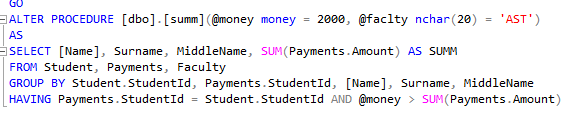 GO
ALTER PROCEDURE [dbo].[summ](@money money = 2000, @faclty nchar(20) = 'AST')
AS
SELECT [Name], Surname, MiddleName, SUM(Payments.Amount) AS SUMM
FROM Student, Payments, Faculty
GROUP BY Student.StudentId, Payments.StudentId, [Name], Surname, MiddleName
HAVING Payments.StudentId = Student.StudentId AND @money > SUM(Payments.Amount)